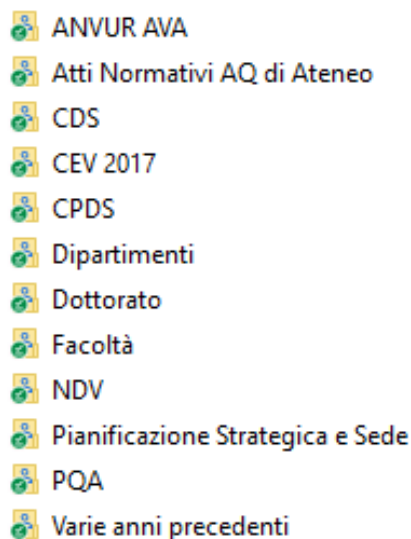 ANVUR AVA
Atti Normativi AQ di Ateneo
CDS
CEV 2017
CPDS
Dipartimenti
Dottorato
Facoltà
NDV
Pianificazione Strategica e Sede
PQA
Varie anni precedenti